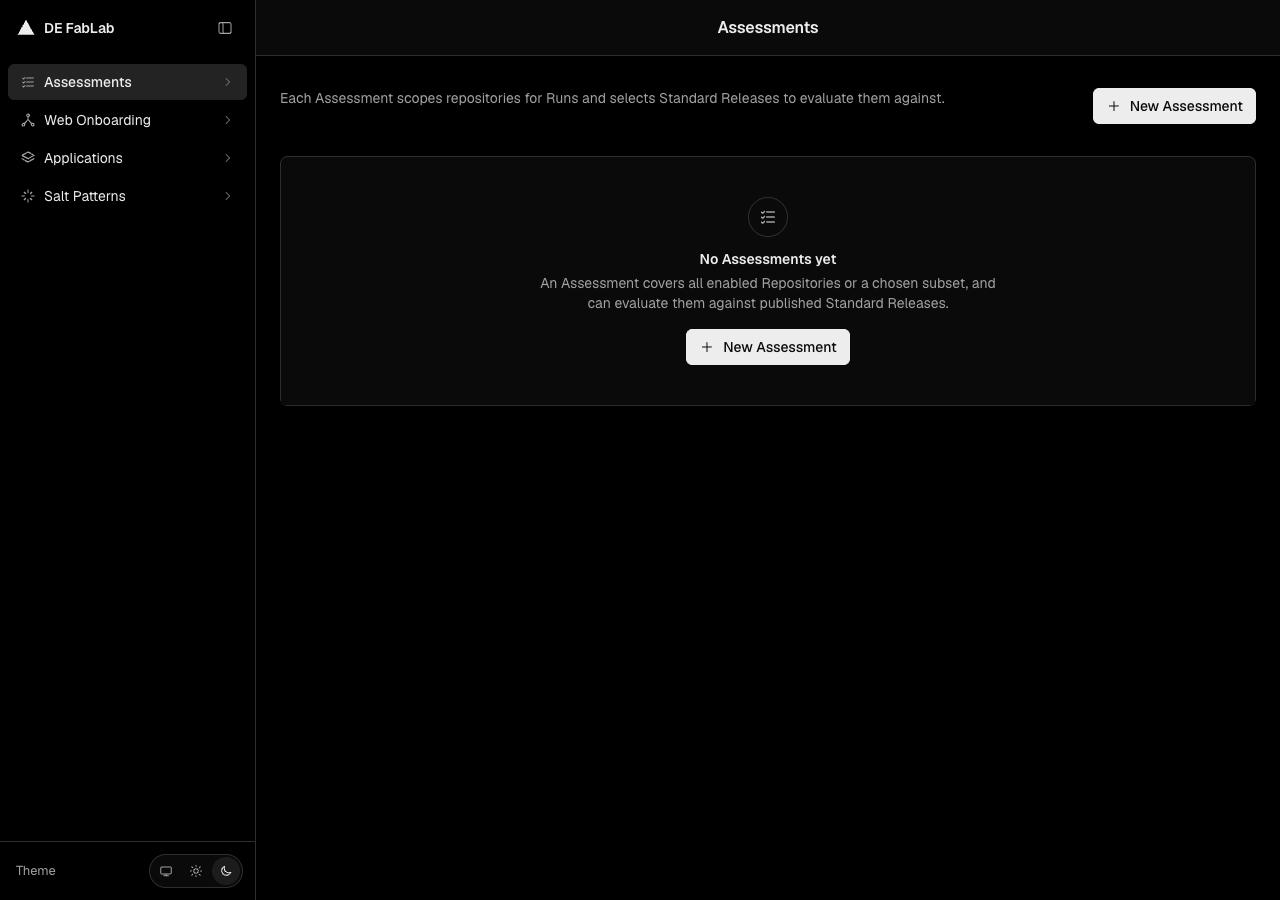 DE FabLab
Assessments
Web Onboarding
Applications
Salt Patterns
Theme
Assessments
Each Assessment scopes repositories for Runs and selects Standard Releases to evaluate them against.
New Assessment
No Assessments yet
An Assessment covers all enabled Repositories or a chosen subset, and
can evaluate them against published Standard Releases.
New Assessment